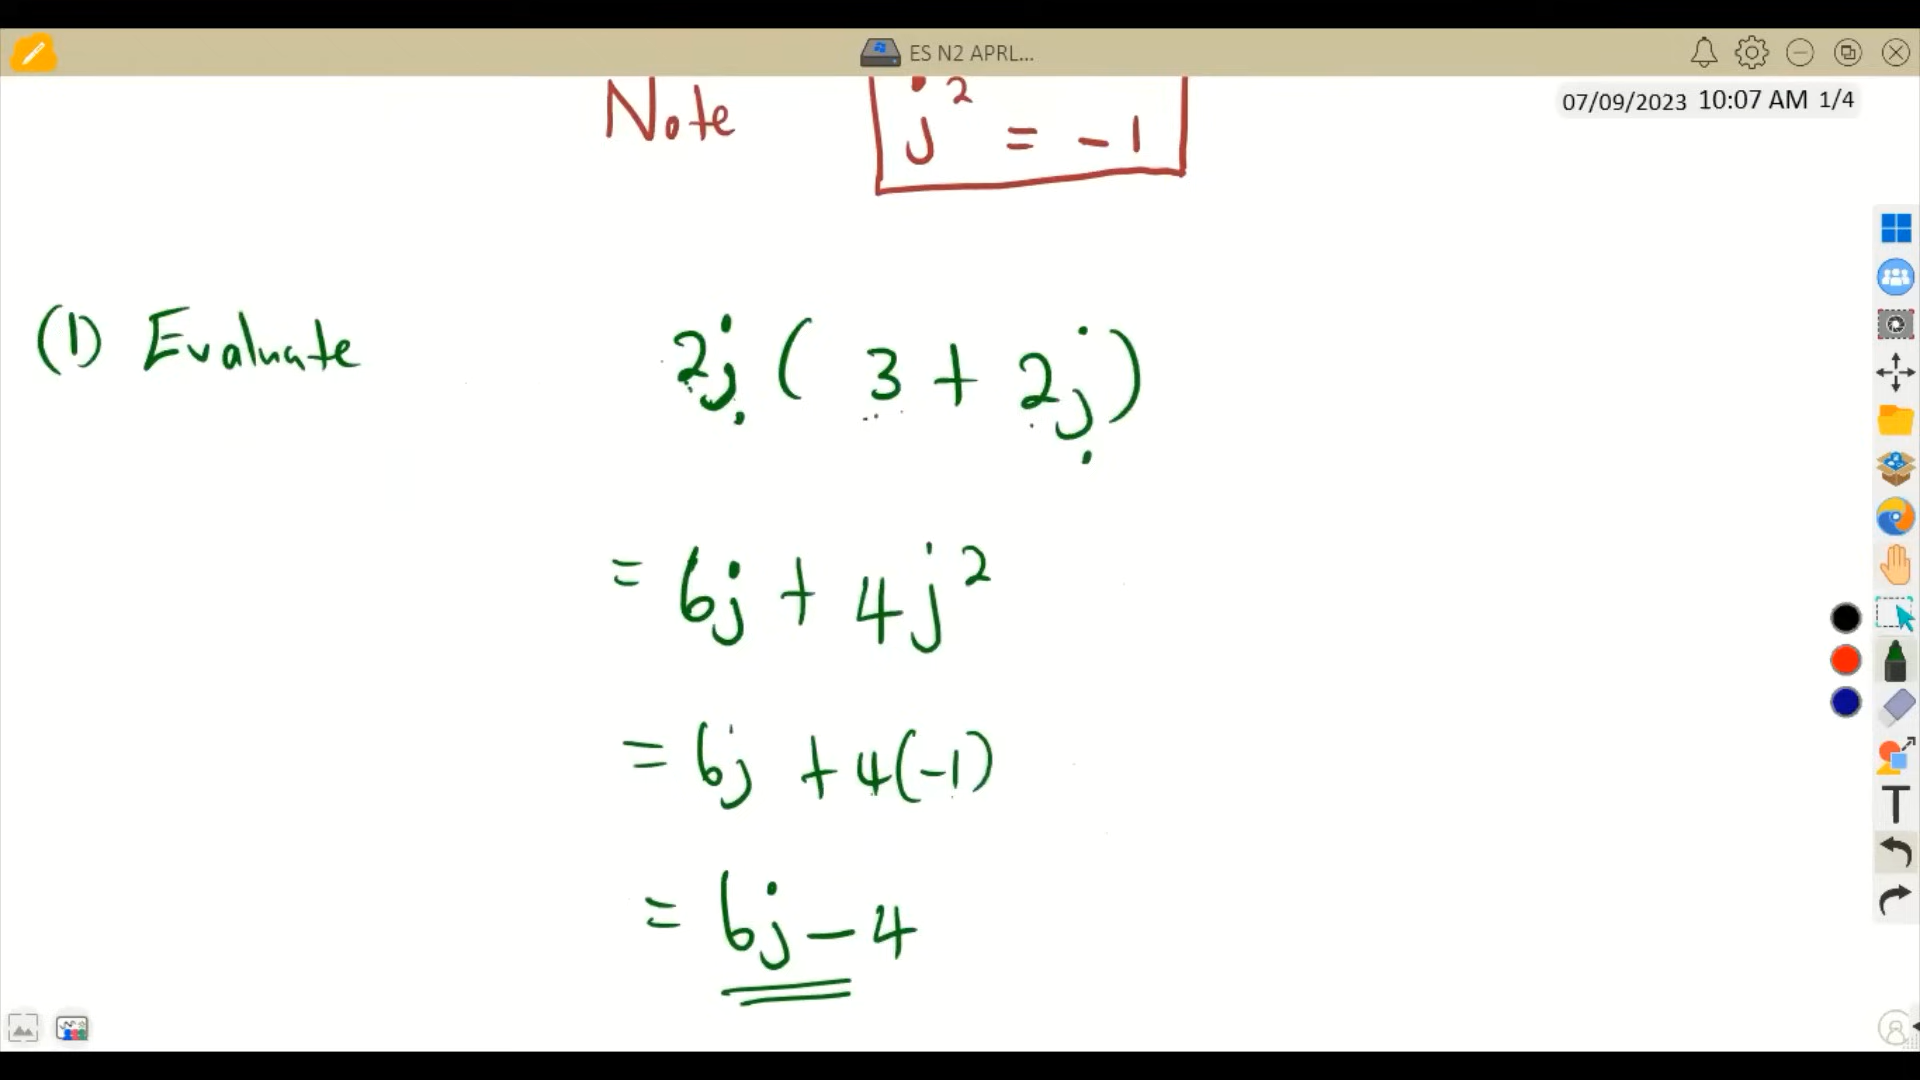 ES N2 APRL...
07/09/2023 10:07 AM 1/4
Note j² = -1
(1) Evaluate 2j ( 3 + 2j )
= 6j + 4j²
= 6j + 4(-1)
= 6j - 4
T